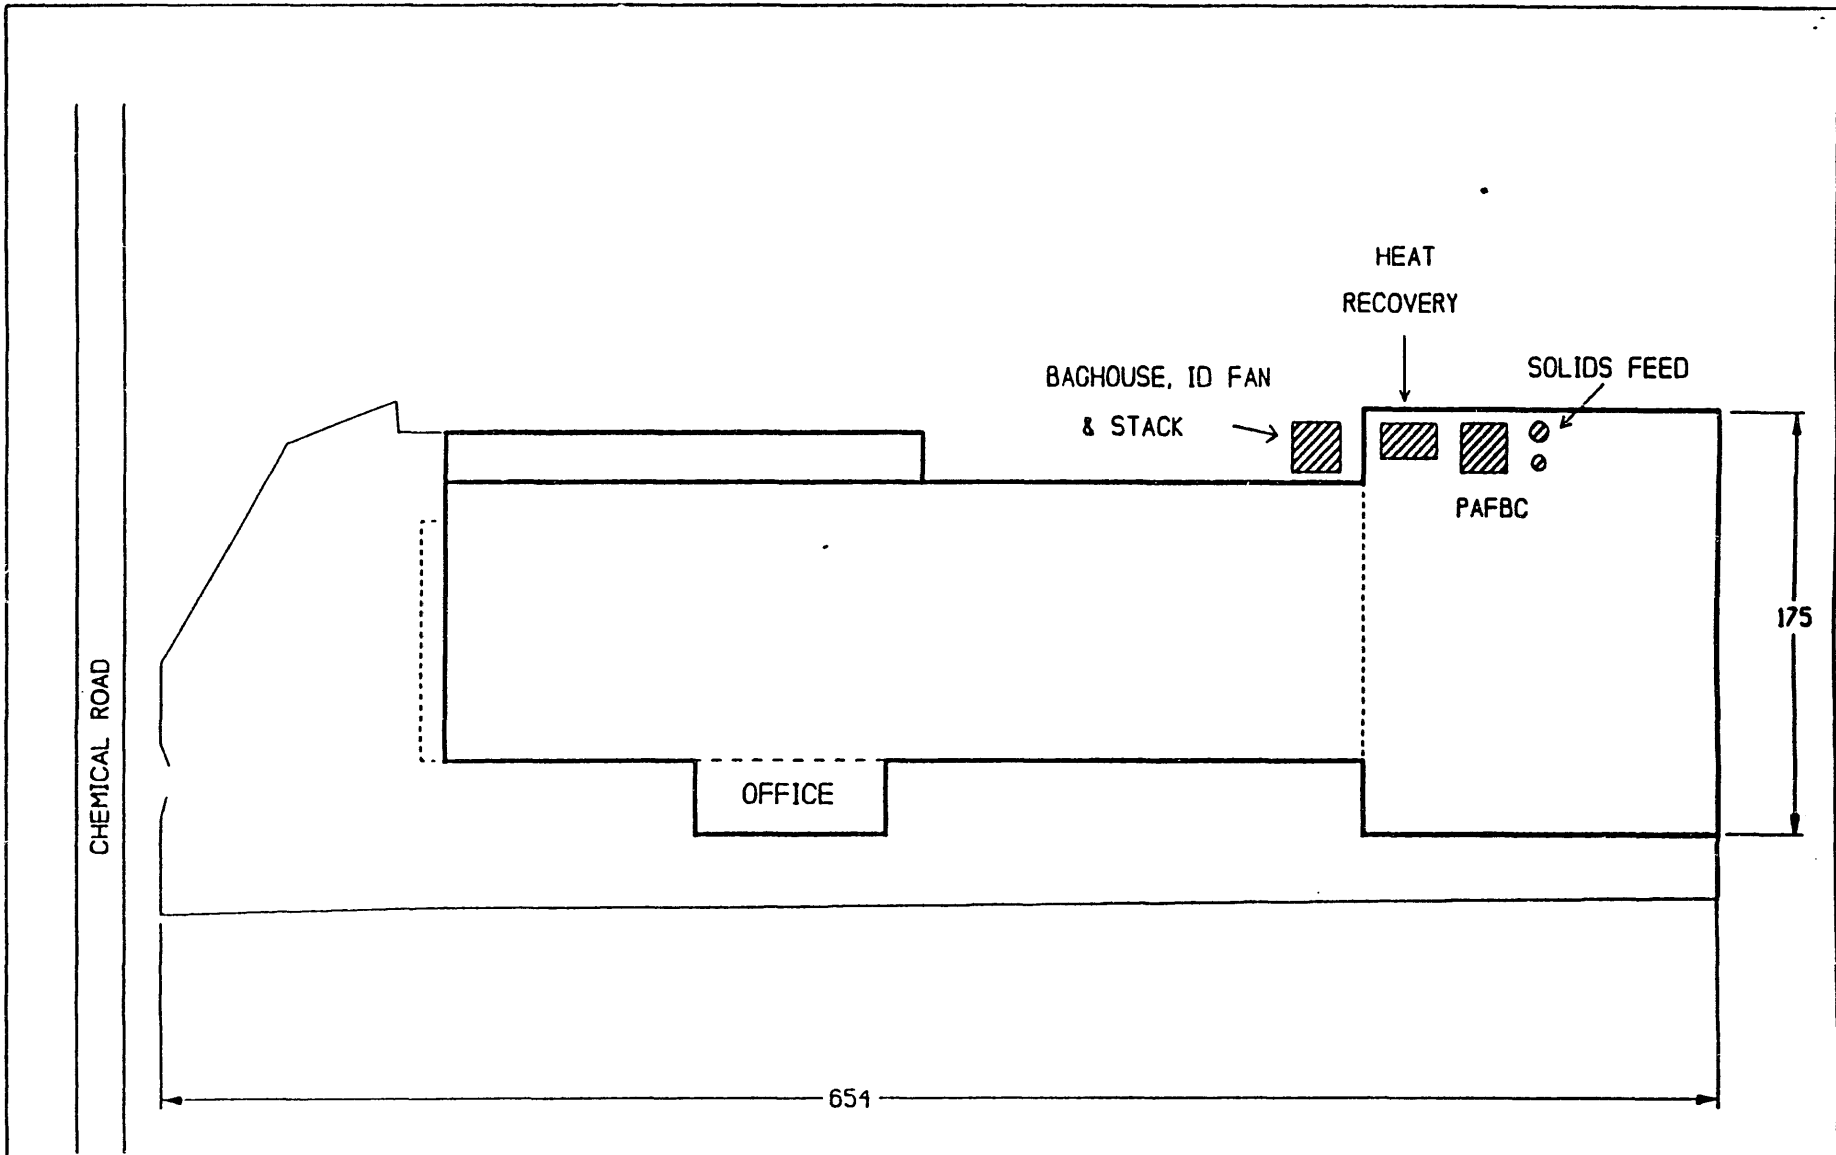 HEAT
RECOVERY
BAGHOUSE, ID FAN
& STACK
SOLIDS FEED
PAFBC
175
CHEMICAL ROAD
OFFICE
654